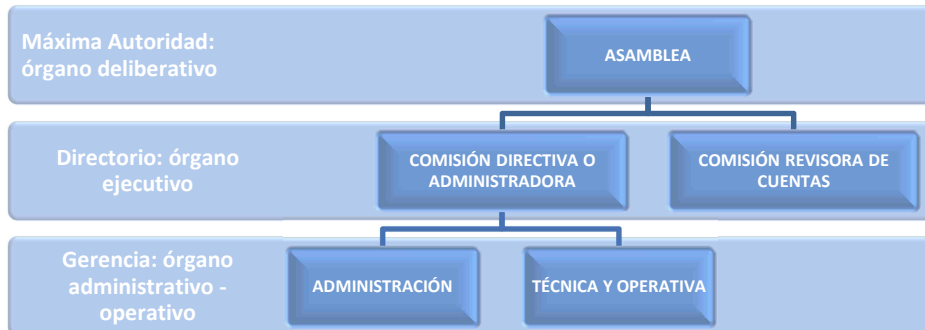 Máxima Autoridad:
órgano deliberativo
ASAMBLEA
Directorio: órgano
ejecutivo
COMISIÓN DIRECTIVA O
ADMINISTRADORA
COMISIÓN REVISORA DE
CUENTAS
Gerencia: órgano
administrativo -
operativo
ADMINISTRACIÓN
TÉCNICA Y OPERATIVA